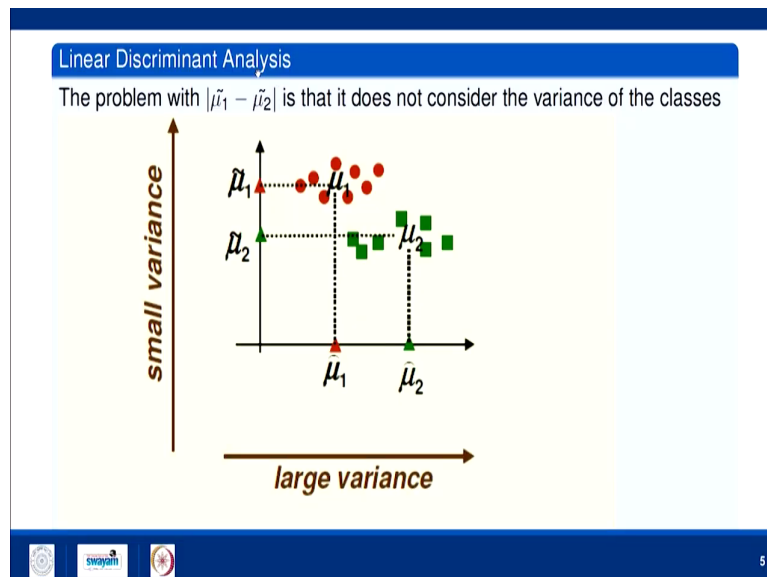 Linear Discriminant Analysis
The problem with |μ̃₁ − μ̃₂| is that it does not consider the variance of the classes
small variance
μ̃₁
μ₁
μ̃₂
μ₂
μ̂₁
μ̂₂
large variance
swayam
5